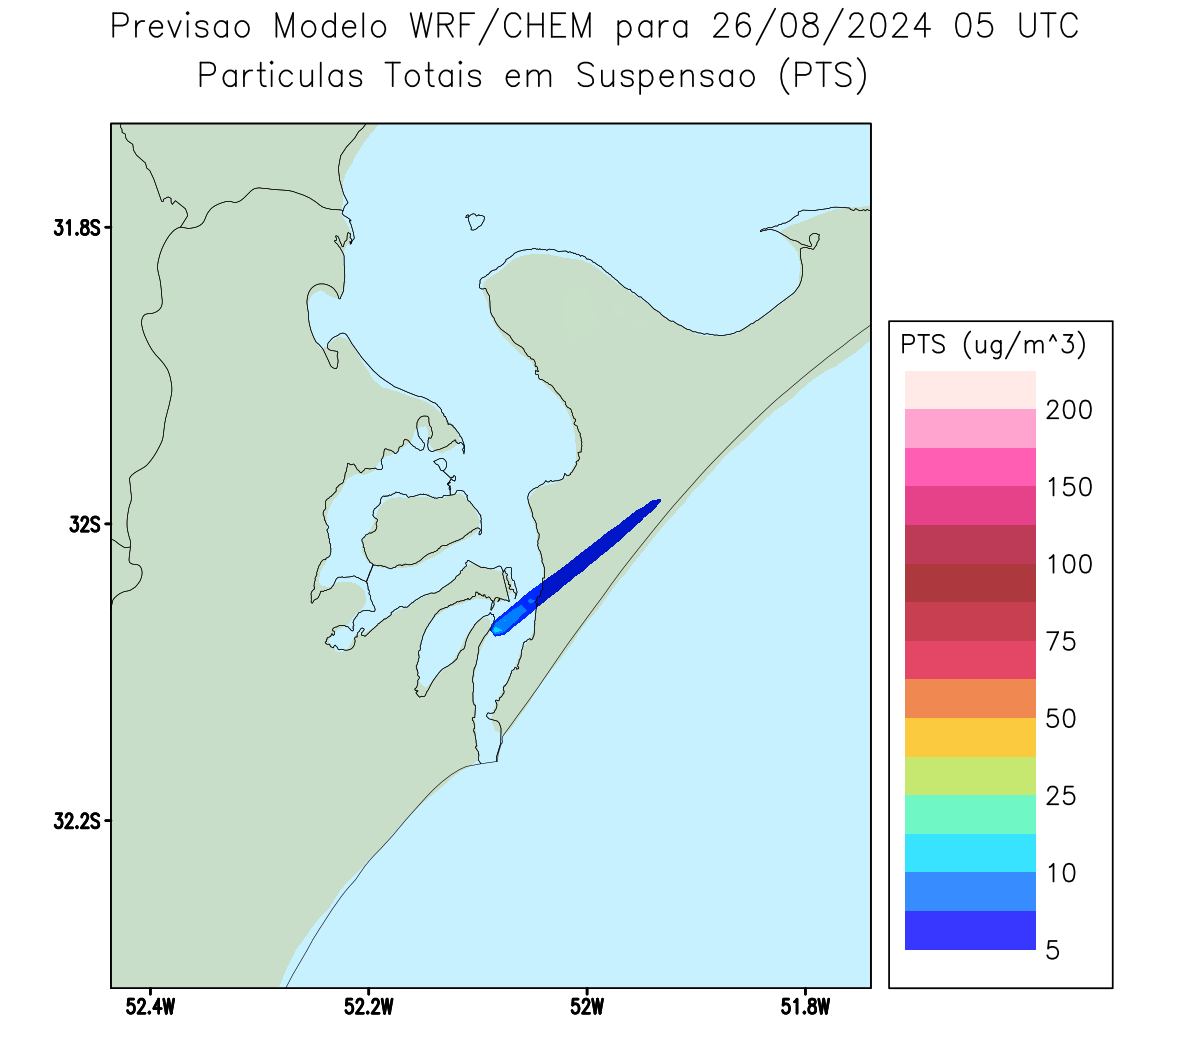 Previsao Modelo WRF/CHEM para 26/08/2024 05 UTC
Particulas Totais em Suspensao (PTS)
31.8S
32S
32.2S
52.4W
52.2W
52W
51.8W
PTS (ug/m^3)
200
150
100
75
50
25
10
5